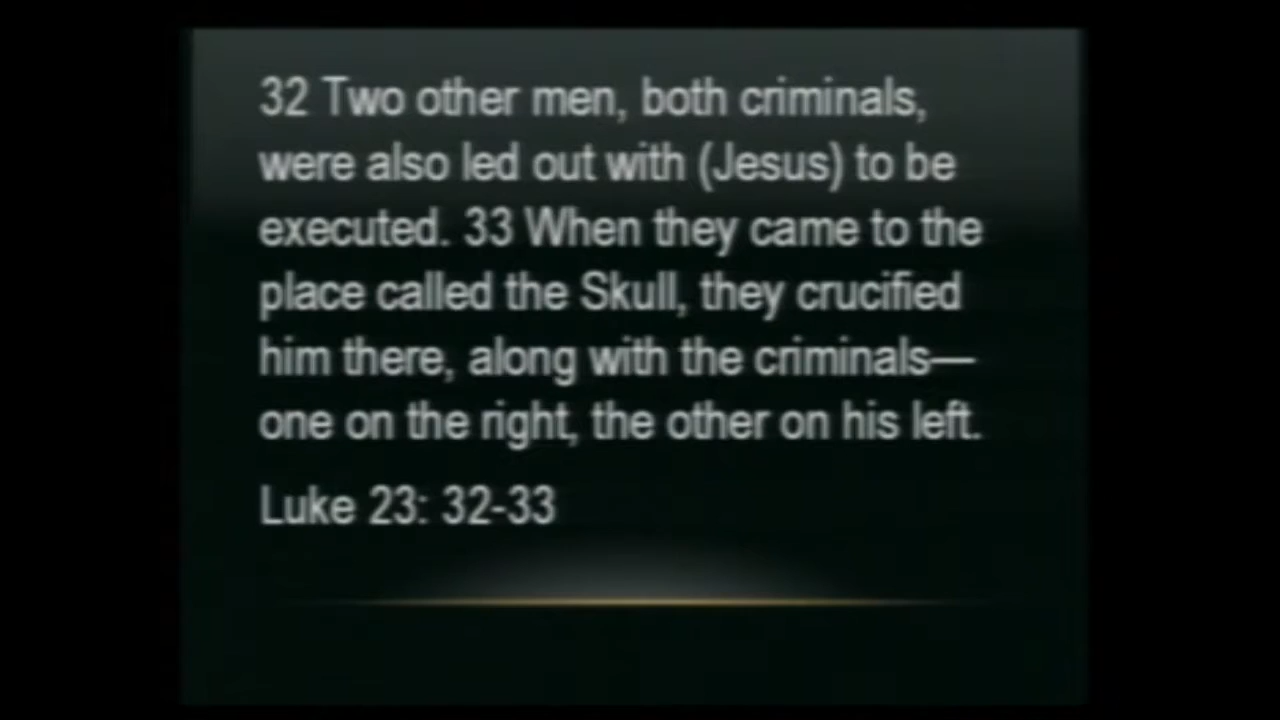 32 Two other men, both criminals,
were also led out with (Jesus) to be
executed. 33 When they came to the
place called the Skull, they crucified
him there, along with the criminals—
one on the right, the other on his left.
Luke 23: 32-33